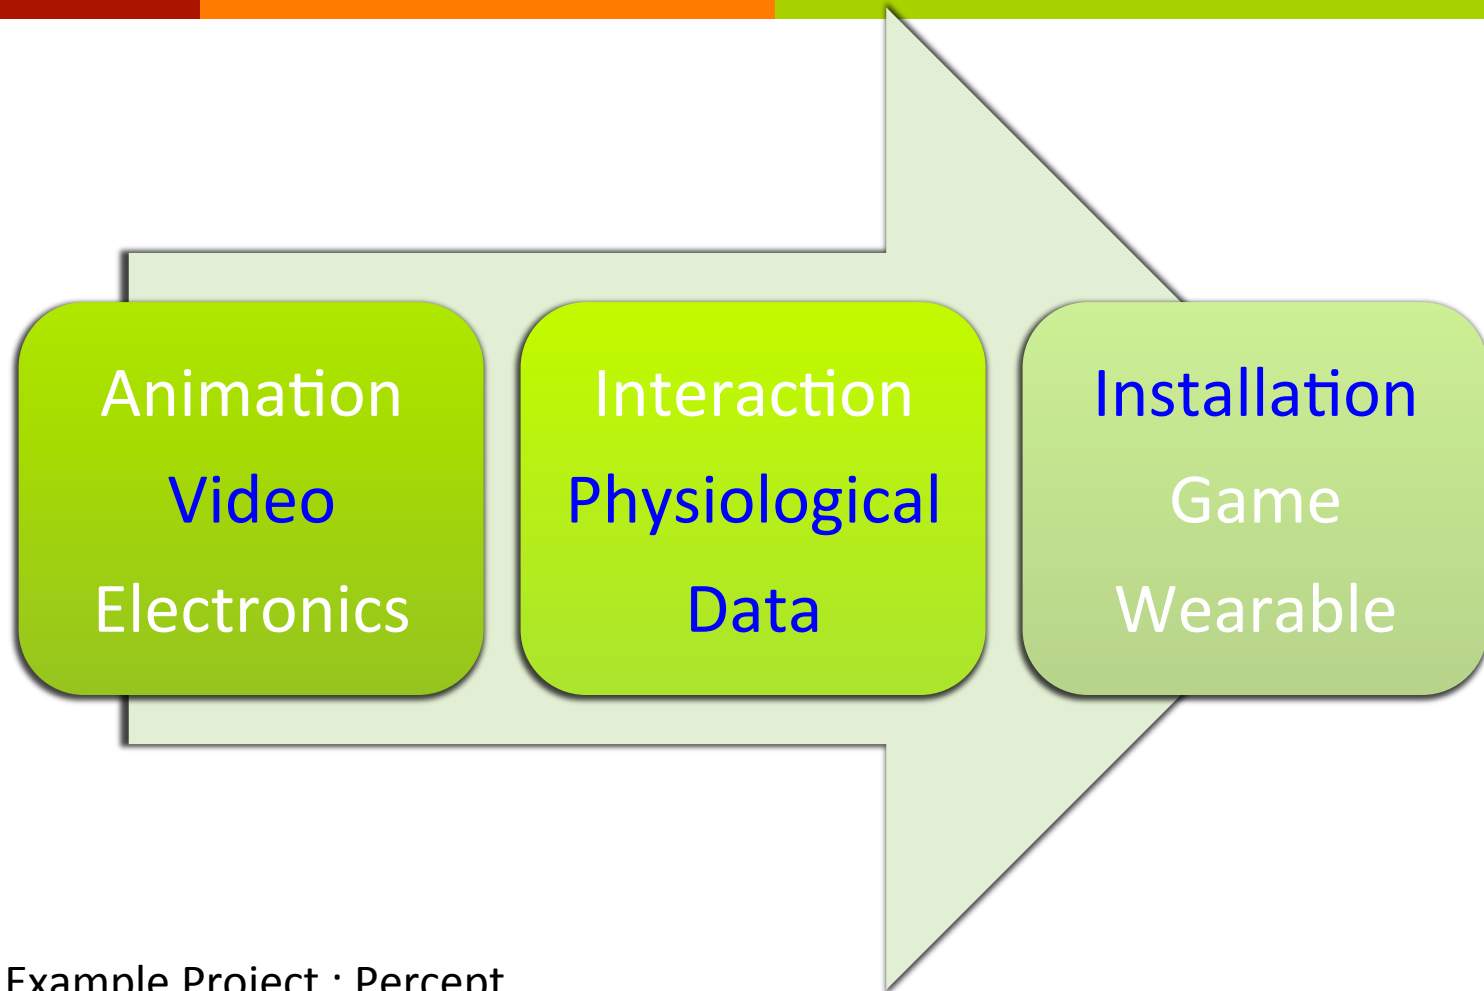 Animation
Video
Electronics
Interaction
Physiological
Data
Installation
Game
Wearable
Example Project : Percept